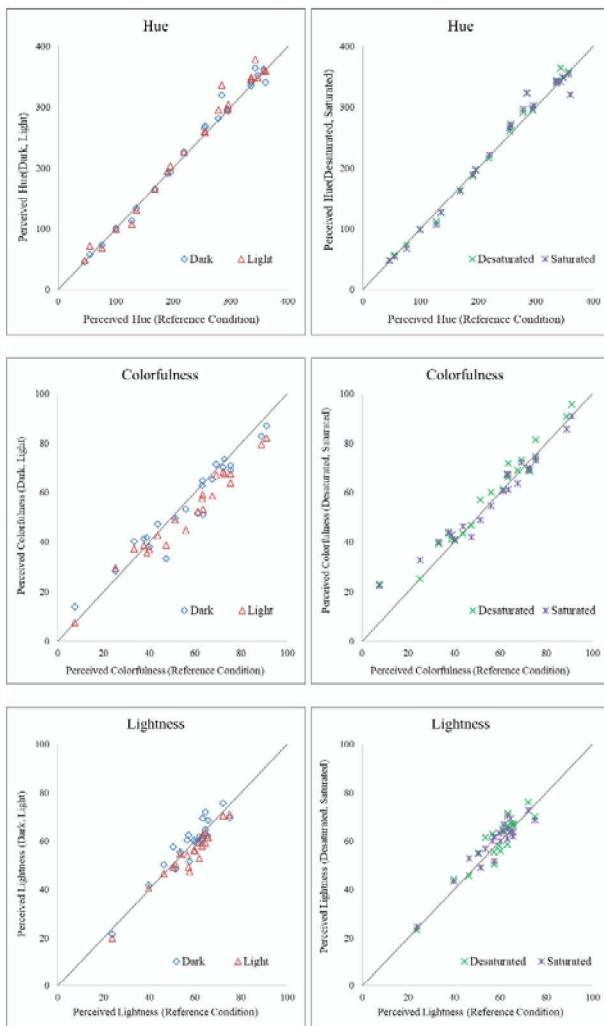 Hue
400
300
200
100
0
0 100 200 300 400
Perceived Hue(Dark, Light)
Perceived Hue (Reference Condition)
Dark Light
Hue
400
300
200
100
0
0 100 200 300 400
Perceived Hue(Desaturated, Saturated)
Perceived Hue (Reference Condition)
Desaturated Saturated
Colorfulness
100
80
60
40
20
0
0 20 40 60 80 100
Perceived Colorfulness (Dark, Light)
Perceived Colorfulness (Reference Condition)
Dark Light
Colorfulness
100
80
60
40
20
0
0 20 40 60 80 100
Perceived Colorfulness (Desaturated, Saturated)
Perceived Colorfulness (Reference Condition)
Desaturated Saturated
Lightness
100
80
60
40
20
0
0 20 40 60 80 100
Perceived Lightness (Dark, Light)
Perceived Lightness (Reference Condition)
Dark Light
Lightness
100
80
60
40
20
0
0 20 40 60 80 100
Perceived Lightness (Desaturated, Saturated)
Perceived Lightness (Reference Condition)
Desaturated Saturated